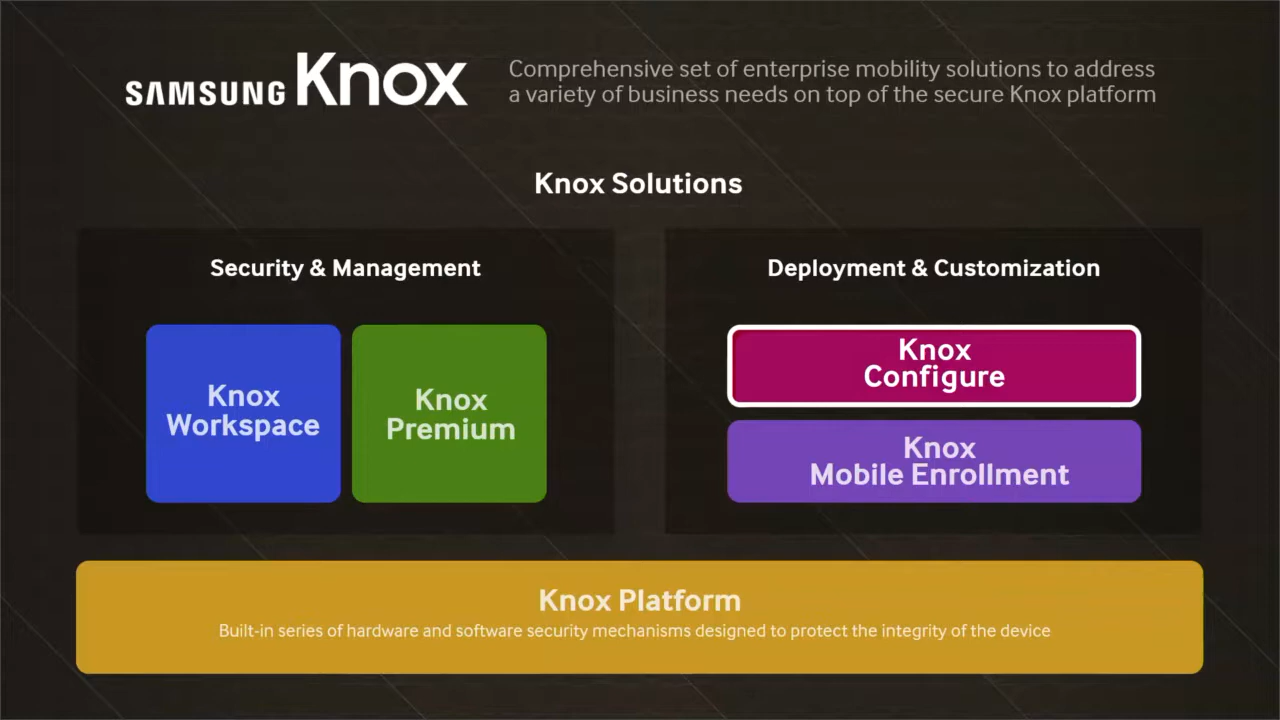 SAMSUNG Knox
Comprehensive set of enterprise mobility solutions to address
a variety of business needs on top of the secure Knox platform
Knox Solutions
Security & Management
Knox
Workspace
Knox
Premium
Deployment & Customization
Knox
Configure
Knox
Mobile Enrollment
Knox Platform
Built-in series of hardware and software security mechanisms designed to protect the integrity of the device